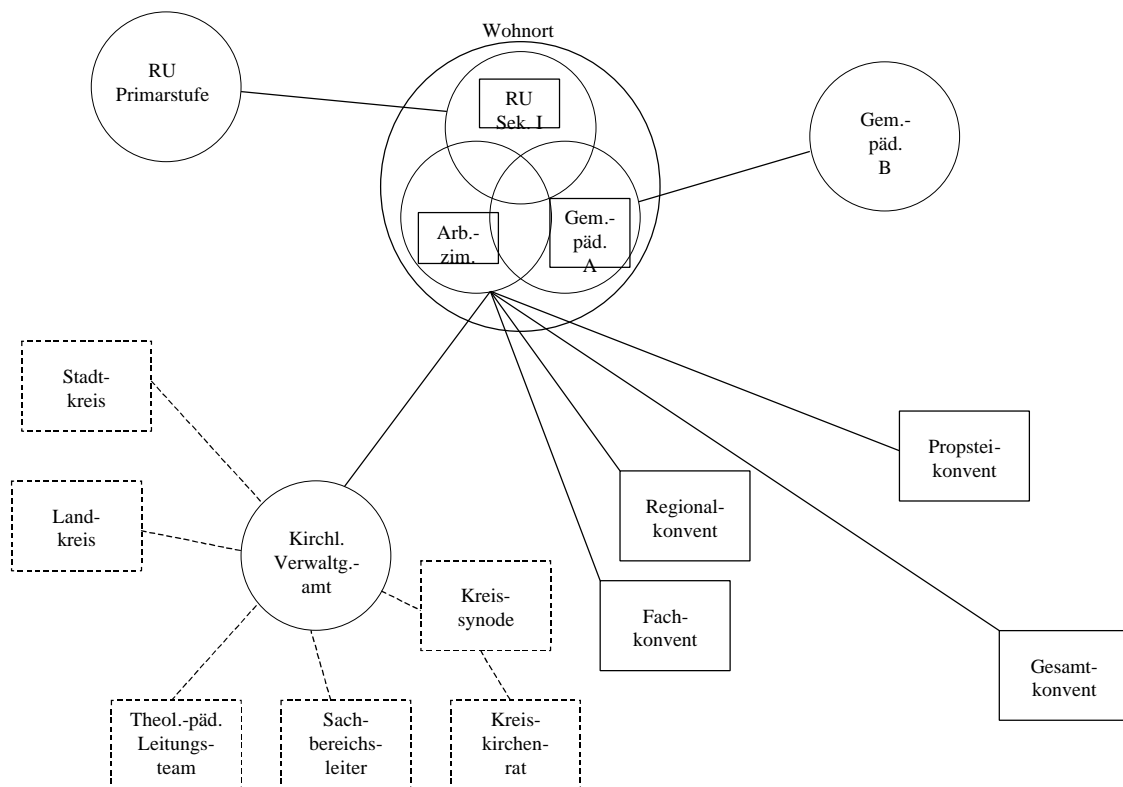 Wohnort
RU
Primarstufe
RU
Sek. I
Gem.-
päd.
B
Arb.-
zim.
Gem.-
päd.
A
Stadt-
kreis
Propstei-
konvent
Land-
kreis
Regional-
konvent
Kirchl.
Verwaltg.-
amt
Kreis-
synode
Fach-
konvent
Gesamt-
konvent
Theol.-päd.
Leitungs-
team
Sach-
bereichs-
leiter
Kreis-
kirchen-
rat